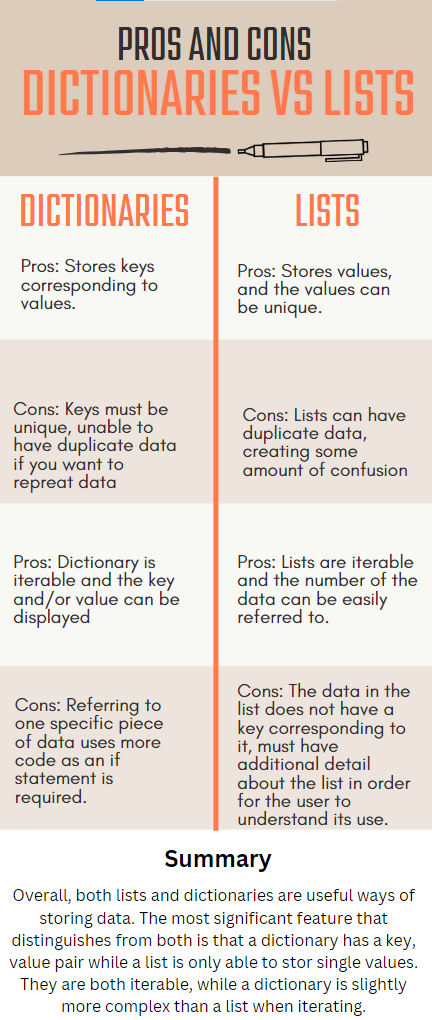 PROS AND CONS
DICTIONARIES VS LISTS
DICTIONARIES
Pros: Stores keys
corresponding to
values.
Cons: Keys must be
unique, unable to
have duplicate data
if you want to
repreat data
Pros: Dictionary is
iterable and the key
and/or value can be
displayed
Cons: Referring to
one specific piece
of data uses more
code as an if
statement is
required.
LISTS
Pros: Stores values,
and the values can
be unique.
Cons: Lists can have
duplicate data,
creating some
amount of confusion
Pros: Lists are iterable
and the number of the
data can be easily
referred to.
Cons: The data in the
list does not have a
key corresponding to
it, must have
additional detail
about the list in order
for the user to
understand its use.
Summary
Overall, both lists and dictionaries are useful ways of
storing data. The most significant feature that
distinguishes from both is that a dictionary has a key,
value pair while a list is only able to stor single values.
They are both iterable, while a dictionary is slightly
more complex than a list when iterating.